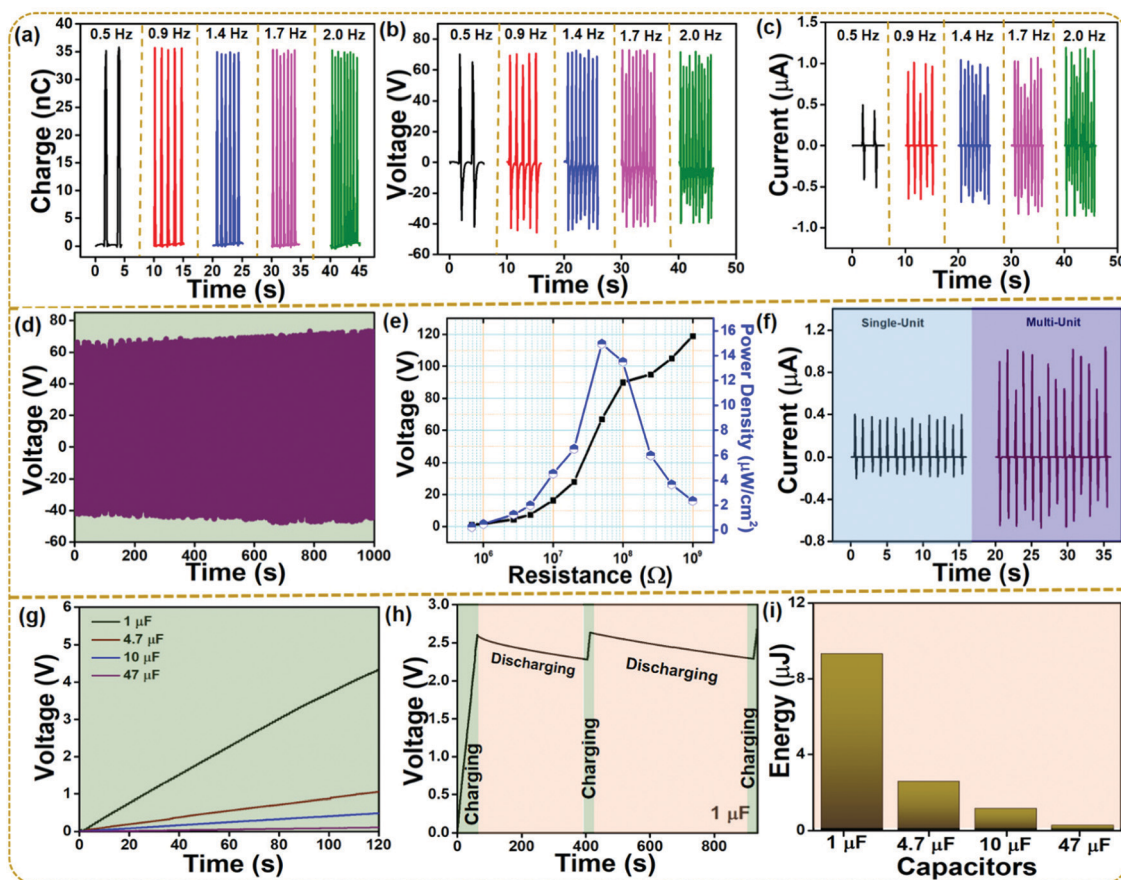 (a)
0.5 Hz 0.9 Hz 1.4 Hz 1.7 Hz 2.0 Hz
40
35
30
25
20
15
10
5
0
Charge (nC)
0 5 10 15 20 25 30 35 40 45
Time (s)
(b)
0.5 Hz 0.9 Hz 1.4 Hz 1.7 Hz 2.0 Hz
80
60
40
20
0
-20
-40
-60
Voltage (V)
0 10 20 30 40 50
Time (s)
(c)
0.5 Hz 0.9 Hz 1.4 Hz 1.7 Hz 2.0 Hz
1.5
1.0
0.5
0.0
-0.5
-1.0
Current (μA)
0 10 20 30 40 50
Time (s)
(d)
80
60
40
20
0
-20
-40
-60
Voltage (V)
0 200 400 600 800 1000
Time (s)
(e)
120
100
80
60
40
20
0
Voltage (V)
16
14
12
10
8
6
4
2
0
Power Density (μW/cm²)
10⁶ 10⁷ 10⁸ 10⁹
Resistance (Ω)
(f)
Single-Unit Multi-Unit
1.2
0.8
0.4
0.0
-0.4
-0.8
Current (μA)
0 5 10 15 20 25 30 35
Time (s)
(g)
1 μF
4.7 μF
10 μF
47 μF
6
5
4
3
2
1
0
Voltage (V)
0 20 40 60 80 100 120
Time (s)
(h)
3.0
2.5
2.0
1.5
1.0
0.5
0.0
Voltage (V)
Charging
Discharging
Charging
Discharging
Charging
1 μF
0 200 400 600 800
Time (s)
(i)
12
9
6
3
0
Energy (μJ)
1 μF 4.7 μF 10 μF 47 μF
Capacitors